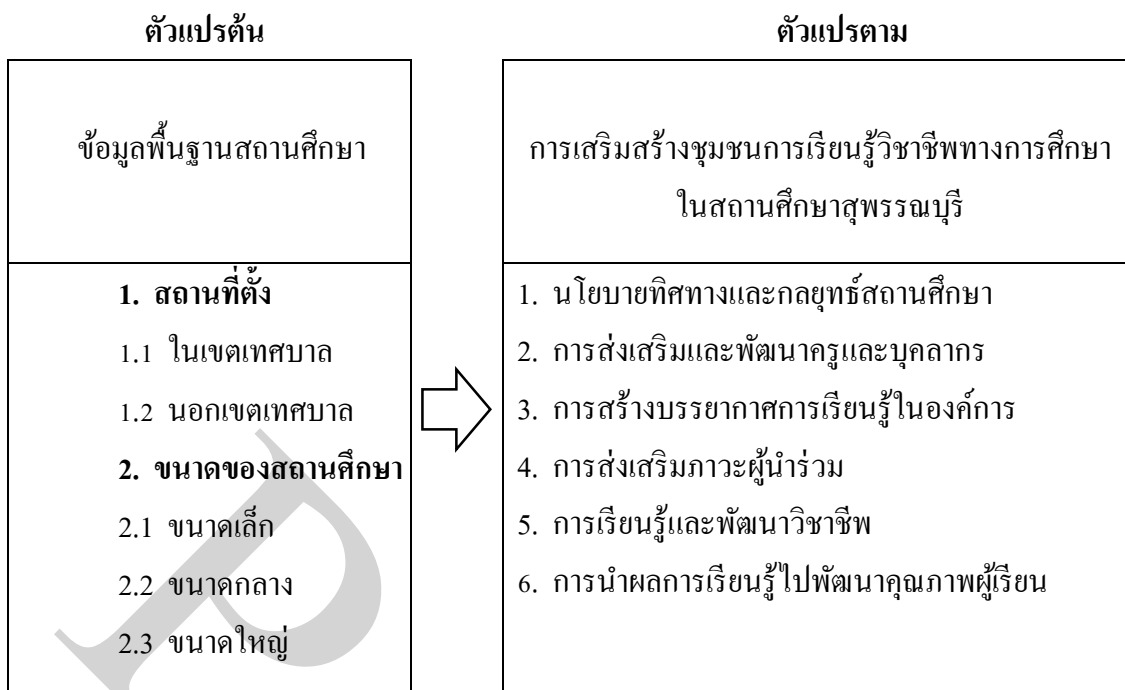 ตัวแปรต้น
ข้อมูลพื้นฐานสถานศึกษา
1. สถานที่ตั้ง
1.1 ในเขตเทศบาล
1.2 นอกเขตเทศบาล
2. ขนาดของสถานศึกษา
2.1 ขนาดเล็ก
2.2 ขนาดกลาง
2.3 ขนาดใหญ่
ตัวแปรตาม
การเสริมสร้างชุมชนการเรียนรู้วิชาชีพทางการศึกษา
ในสถานศึกษาสุพรรณบุรี
1. นโยบายทิศทางและกลยุทธ์สถานศึกษา
2. การส่งเสริมและพัฒนาครูและบุคลากร
3. การสร้างบรรยากาศการเรียนรู้ในองค์การ
4. การส่งเสริมภาวะผู้นำร่วม
5. การเรียนรู้และพัฒนาวิชาชีพ
6. การนำผลการเรียนรู้ไปพัฒนาคุณภาพผู้เรียน